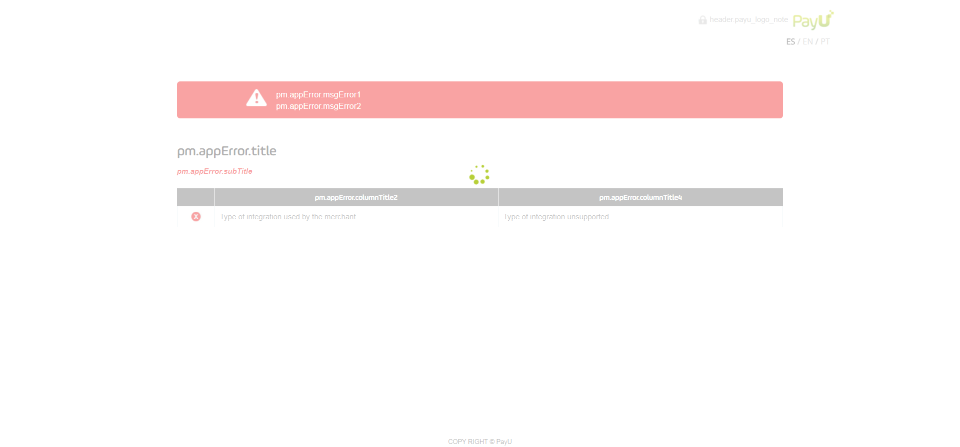 header.payu_logo_note PayU
ES / EN / PT
pm.appError.msgError1
pm.appError.msgError2
pm.appError.title
pm.appError.subTitle
pm.appError.columnTitle2 pm.appError.columnTitle4
X Type of integration used by the merchant Type of integration unsupported
COPY RIGHT © PayU